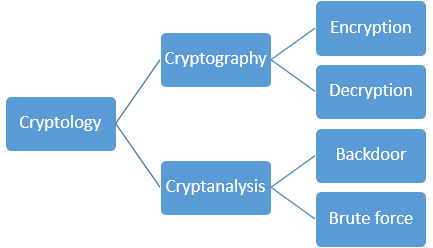 Cryptology
Cryptography
Encryption
Decryption
Cryptanalysis
Backdoor
Brute force